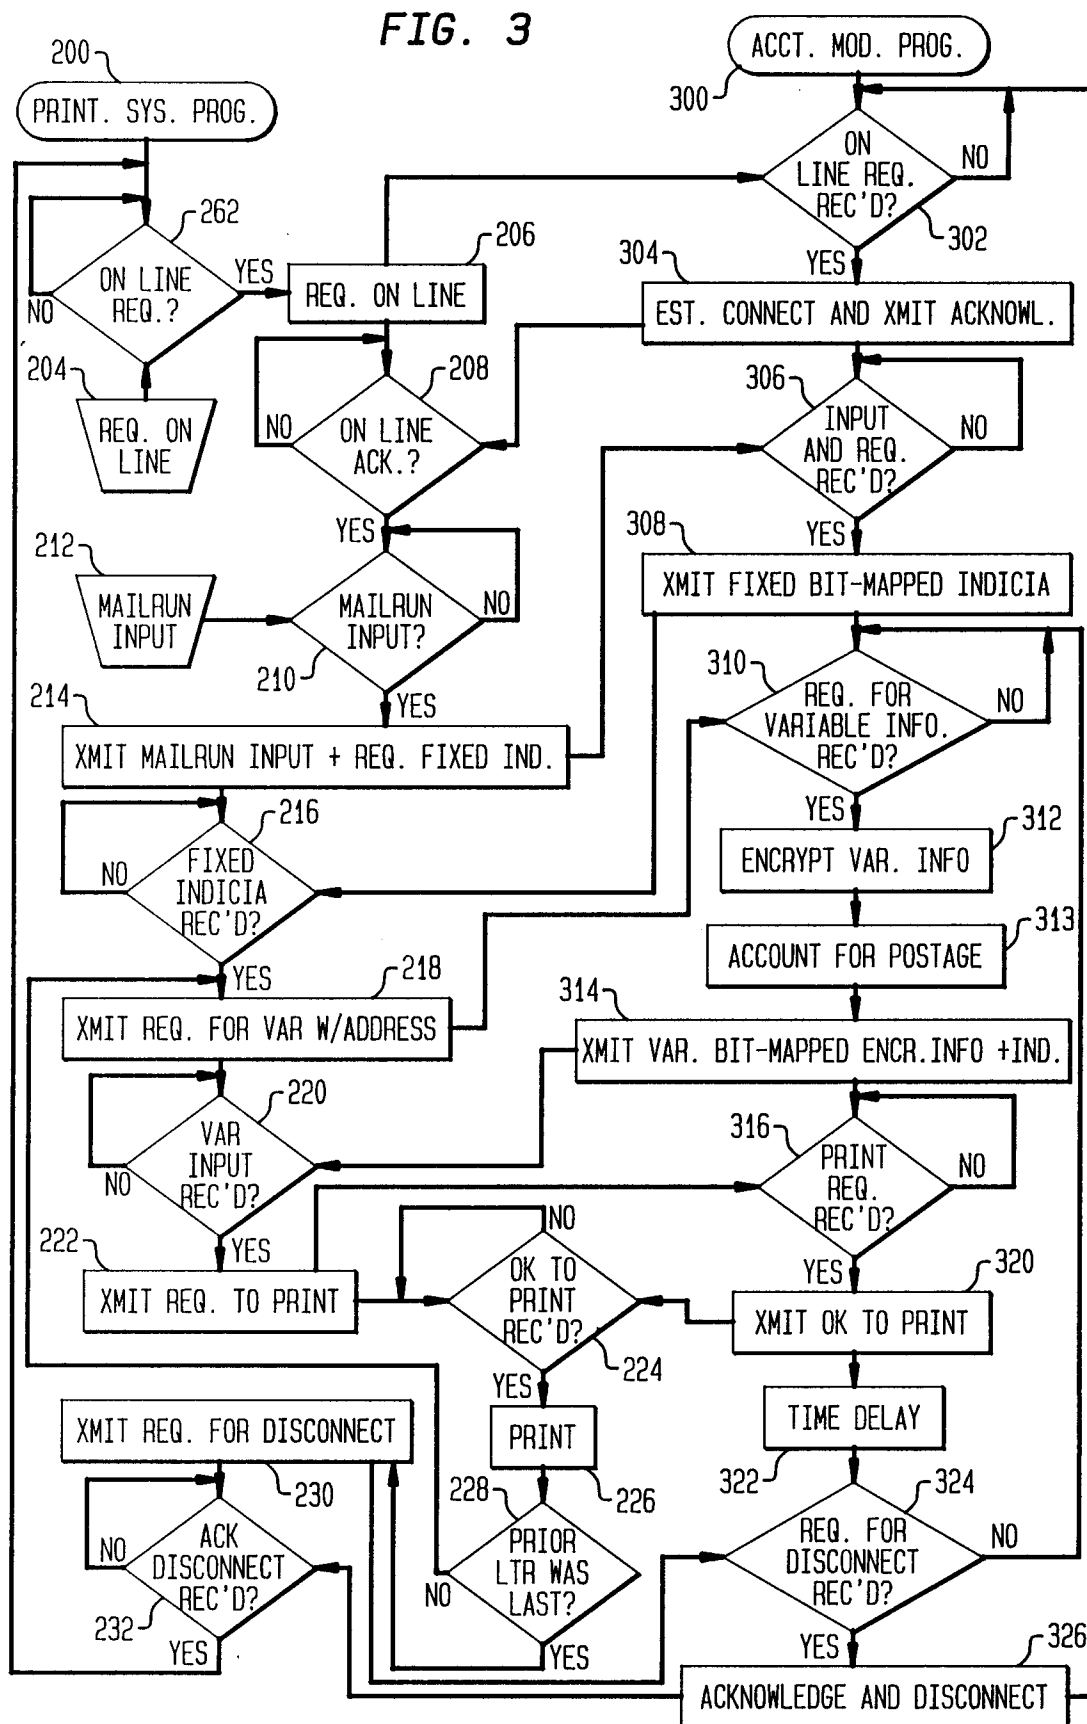 FIG. 3
200
PRINT. SYS. PROG.
262
ON LINE
REQ.?
YES
NO
204
REQ. ON
LINE
206
REQ. ON LINE
208
ON LINE
ACK.?
NO
YES
212
MAILRUN
INPUT
MAILRUN
INPUT?
NO
210
YES
214
XMIT MAILRUN INPUT + REQ. FIXED IND.
216
FIXED
INDICIA
REC'D?
NO
YES
218
XMIT REQ. FOR VAR W/ADDRESS
220
VAR
INPUT
REC'D?
NO
YES
222
XMIT REQ. TO PRINT
NO
OK TO
PRINT
REC'D?
224
YES
PRINT
226
228
PRIOR
LTR WAS
LAST?
NO
YES
XMIT REQ. FOR DISCONNECT
230
ACK
DISCONNECT
REC'D?
NO
232
YES
ACCT. MOD. PROG.
300
ON
LINE REQ.
REC'D?
NO
302
YES
304
EST. CONNECT AND XMIT ACKNOWL.
306
INPUT
AND REQ.
REC'D?
NO
YES
308
XMIT FIXED BIT-MAPPED INDICIA
310
REQ. FOR
VARIABLE INFO.
REC'D?
NO
YES
312
ENCRYPT VAR. INFO
313
ACCOUNT FOR POSTAGE
314
XMIT VAR. BIT-MAPPED ENCR.INFO +IND.
316
PRINT
REQ.
REC'D?
NO
YES
320
XMIT OK TO PRINT
TIME DELAY
322
324
REQ. FOR
DISCONNECT
REC'D?
NO
YES
326
ACKNOWLEDGE AND DISCONNECT